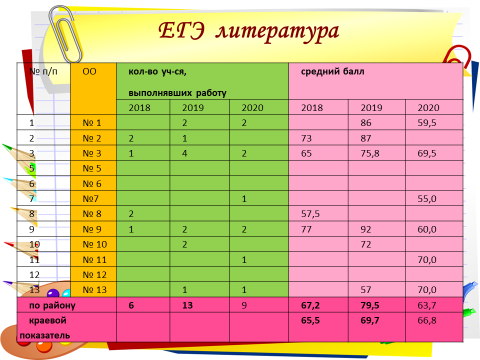 ЕГЭ литература
№ п/п ОО кол-во уч-ся, средний балл
выполнявших работу
2018 2019 2020 2018 2019 2020
1 № 1 2 2 86 59,5
2 № 2 2 1 73 87
3 № 3 1 4 2 65 75,8 69,5
5 № 5
6 № 6
7 №7 1 55,0
8 № 8 2 57,5
9 № 9 1 2 2 77 92 60,0
10 № 10 2 72
11 № 11 1 70,0
12 № 12
13 № 13 1 1 57 70,0
по району 6 13 9 67,2 79,5 63,7
краевой 65,5 69,7 66,8
показатель